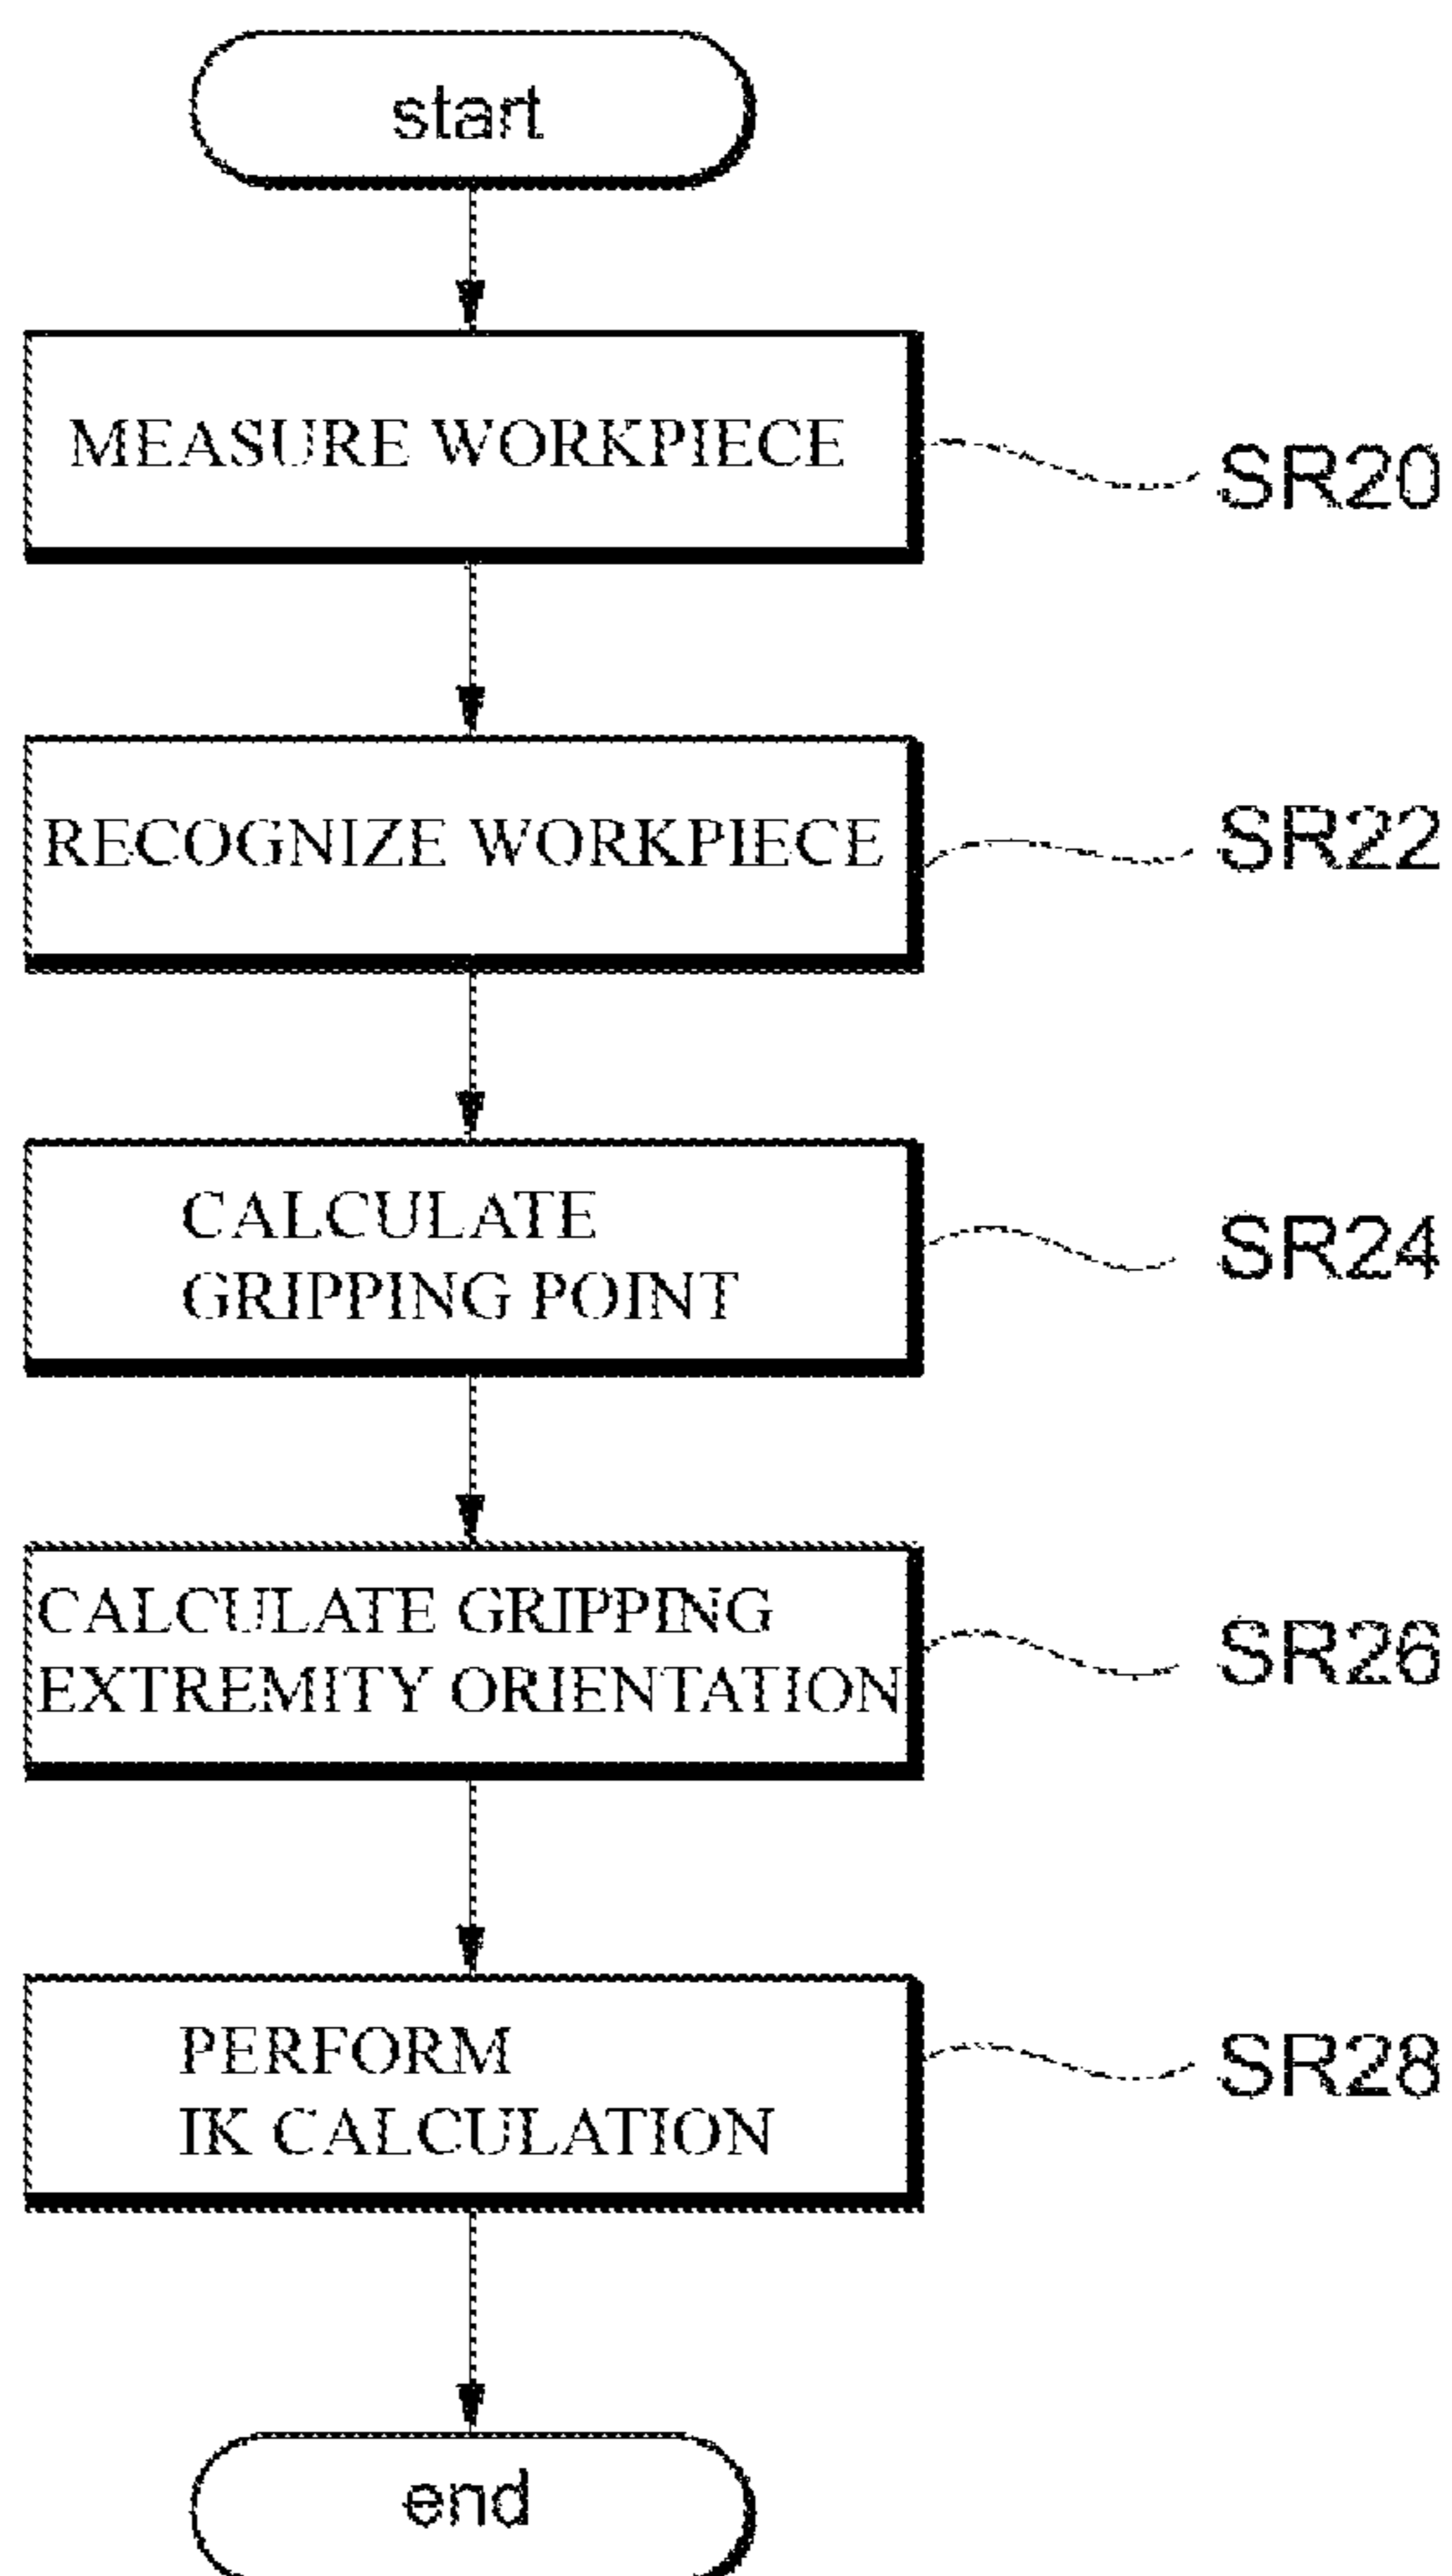 start
MEASURE WORKPIECE
SR20
RECOGNIZE WORKPIECE
SR22
CALCULATE
GRIPPING POINT
SR24
CALCULATE GRIPPING
EXTREMITY ORIENTATION
SR26
PERFORM
IK CALCULATION
SR28
end